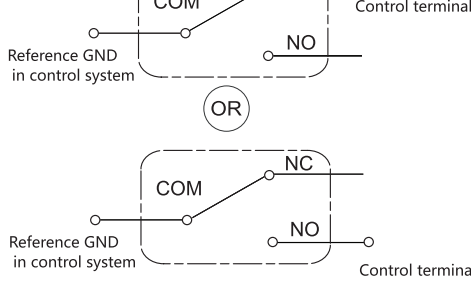 COM
Control terminal
NO
Reference GND
in control system
OR
NC
COM
NO
Reference GND
in control system
Control termina